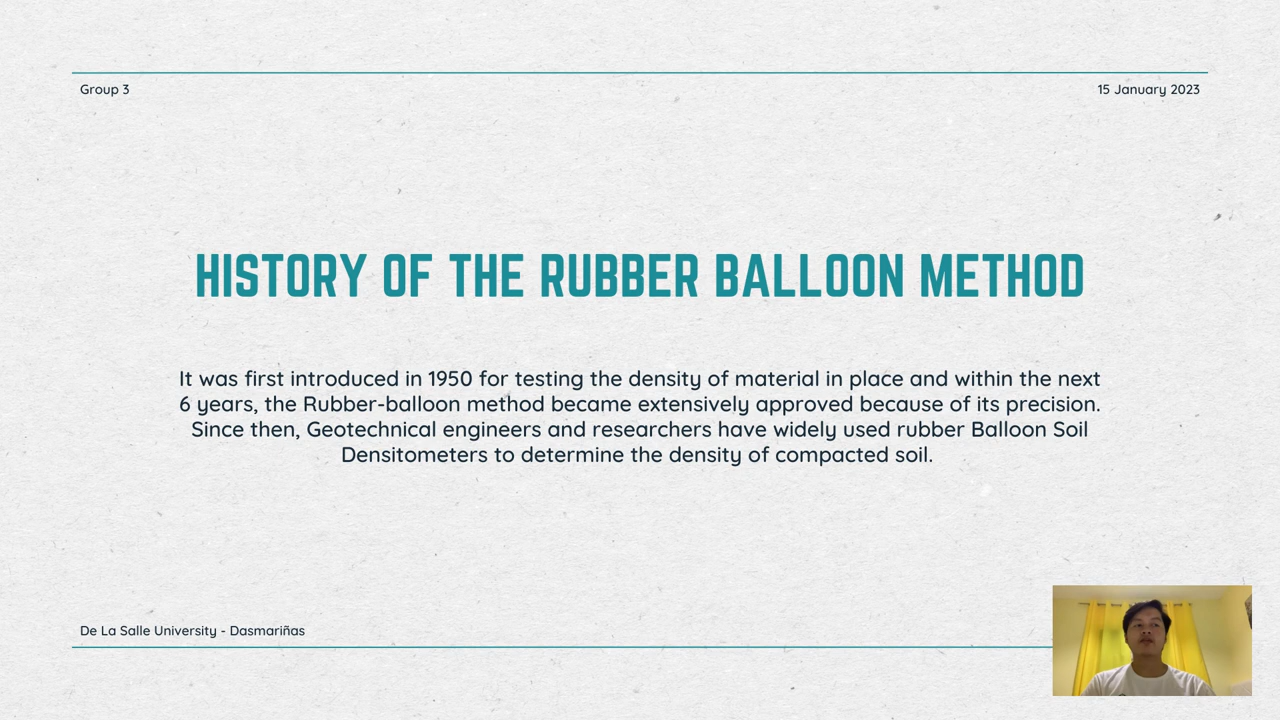 Group 3
15 January 2023
HISTORY OF THE RUBBER BALLOON METHOD
It was first introduced in 1950 for testing the density of material in place and within the next
6 years, the Rubber-balloon method became extensively approved because of its precision.
Since then, Geotechnical engineers and researchers have widely used rubber Balloon Soil
Densitometers to determine the density of compacted soil.
De La Salle University - Dasmariñas